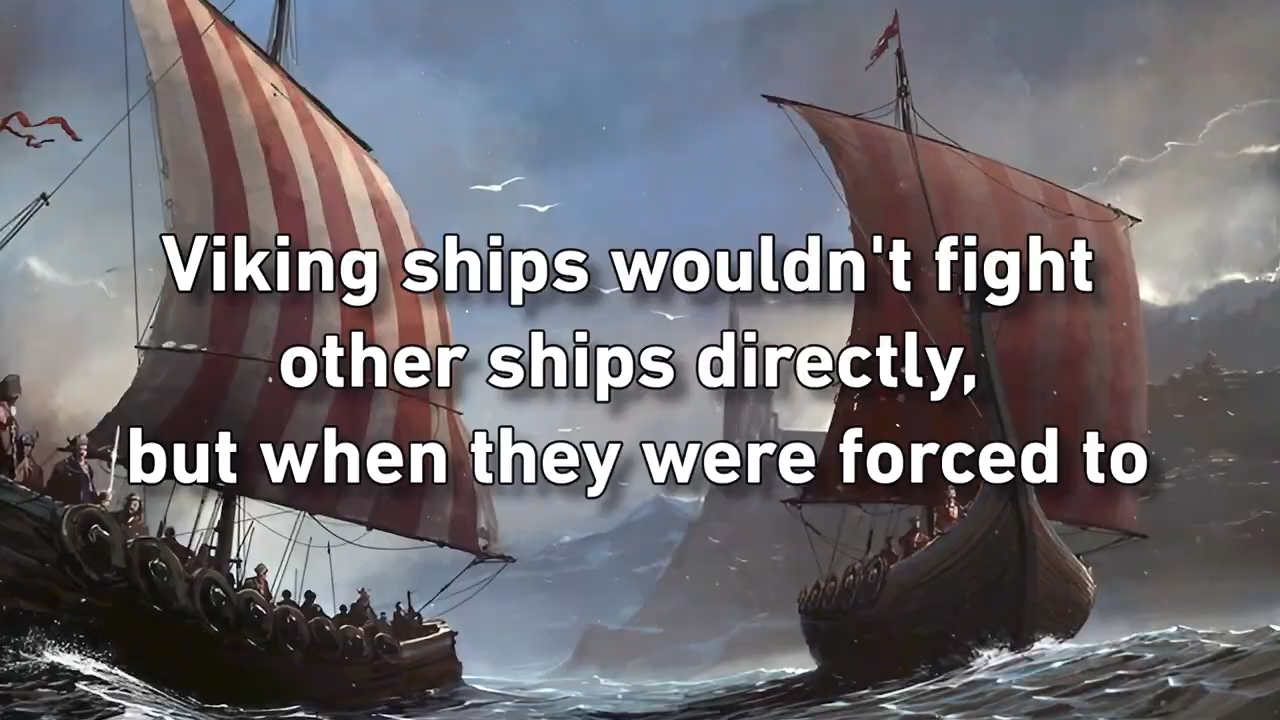 Viking ships wouldn't fight
other ships directly,
but when they were forced to